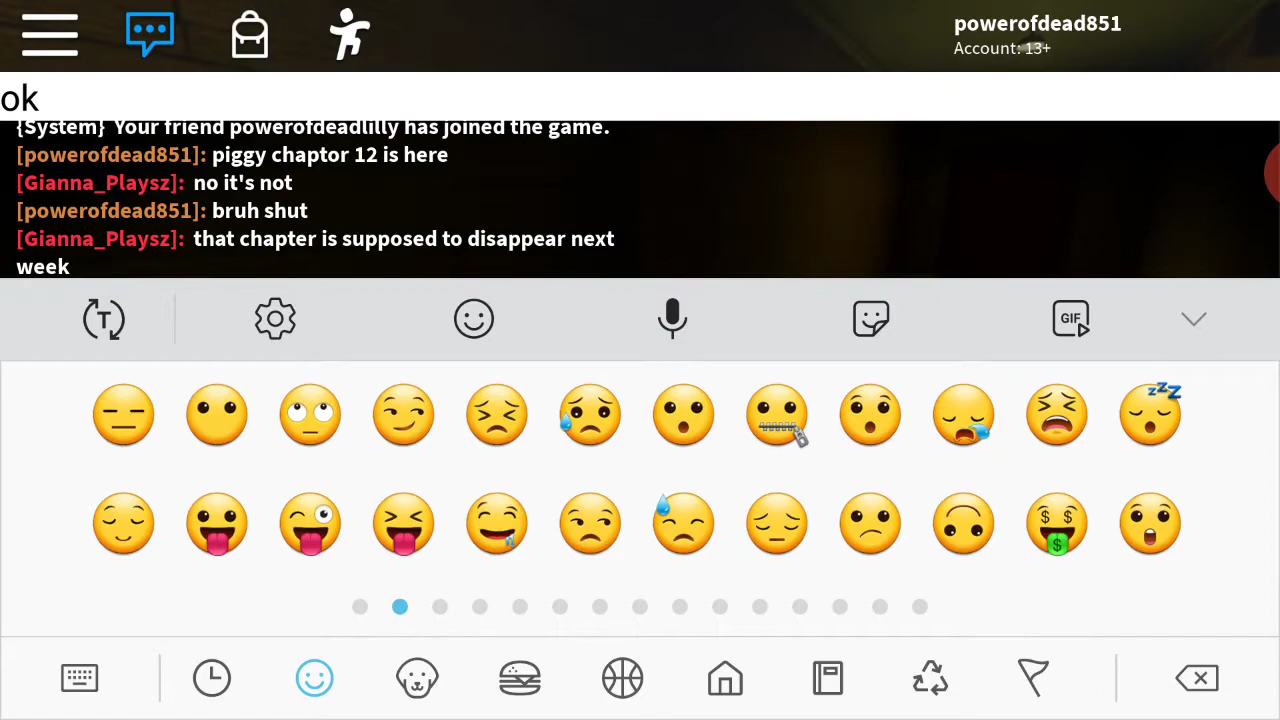 powerofdead851
Account: 13+
ok
{System} Your friend powerofdeadlilly has joined the game.
[powerofdead851]: piggy chaptor 12 is here
[Gianna_Playsz]: no it's not
[powerofdead851]: bruh shut
[Gianna_Playsz]: that chapter is supposed to disappear next
week
T
GIF
zzZ
$ $
$